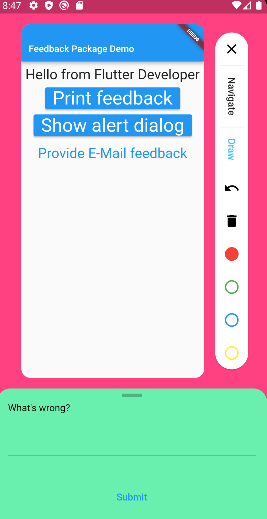 8:47
Feedback Package Demo
Hello from Flutter Developer
Print feedback
Show alert dialog
Provide E-Mail feedback
Navigate
Draw
What's wrong?
Submit